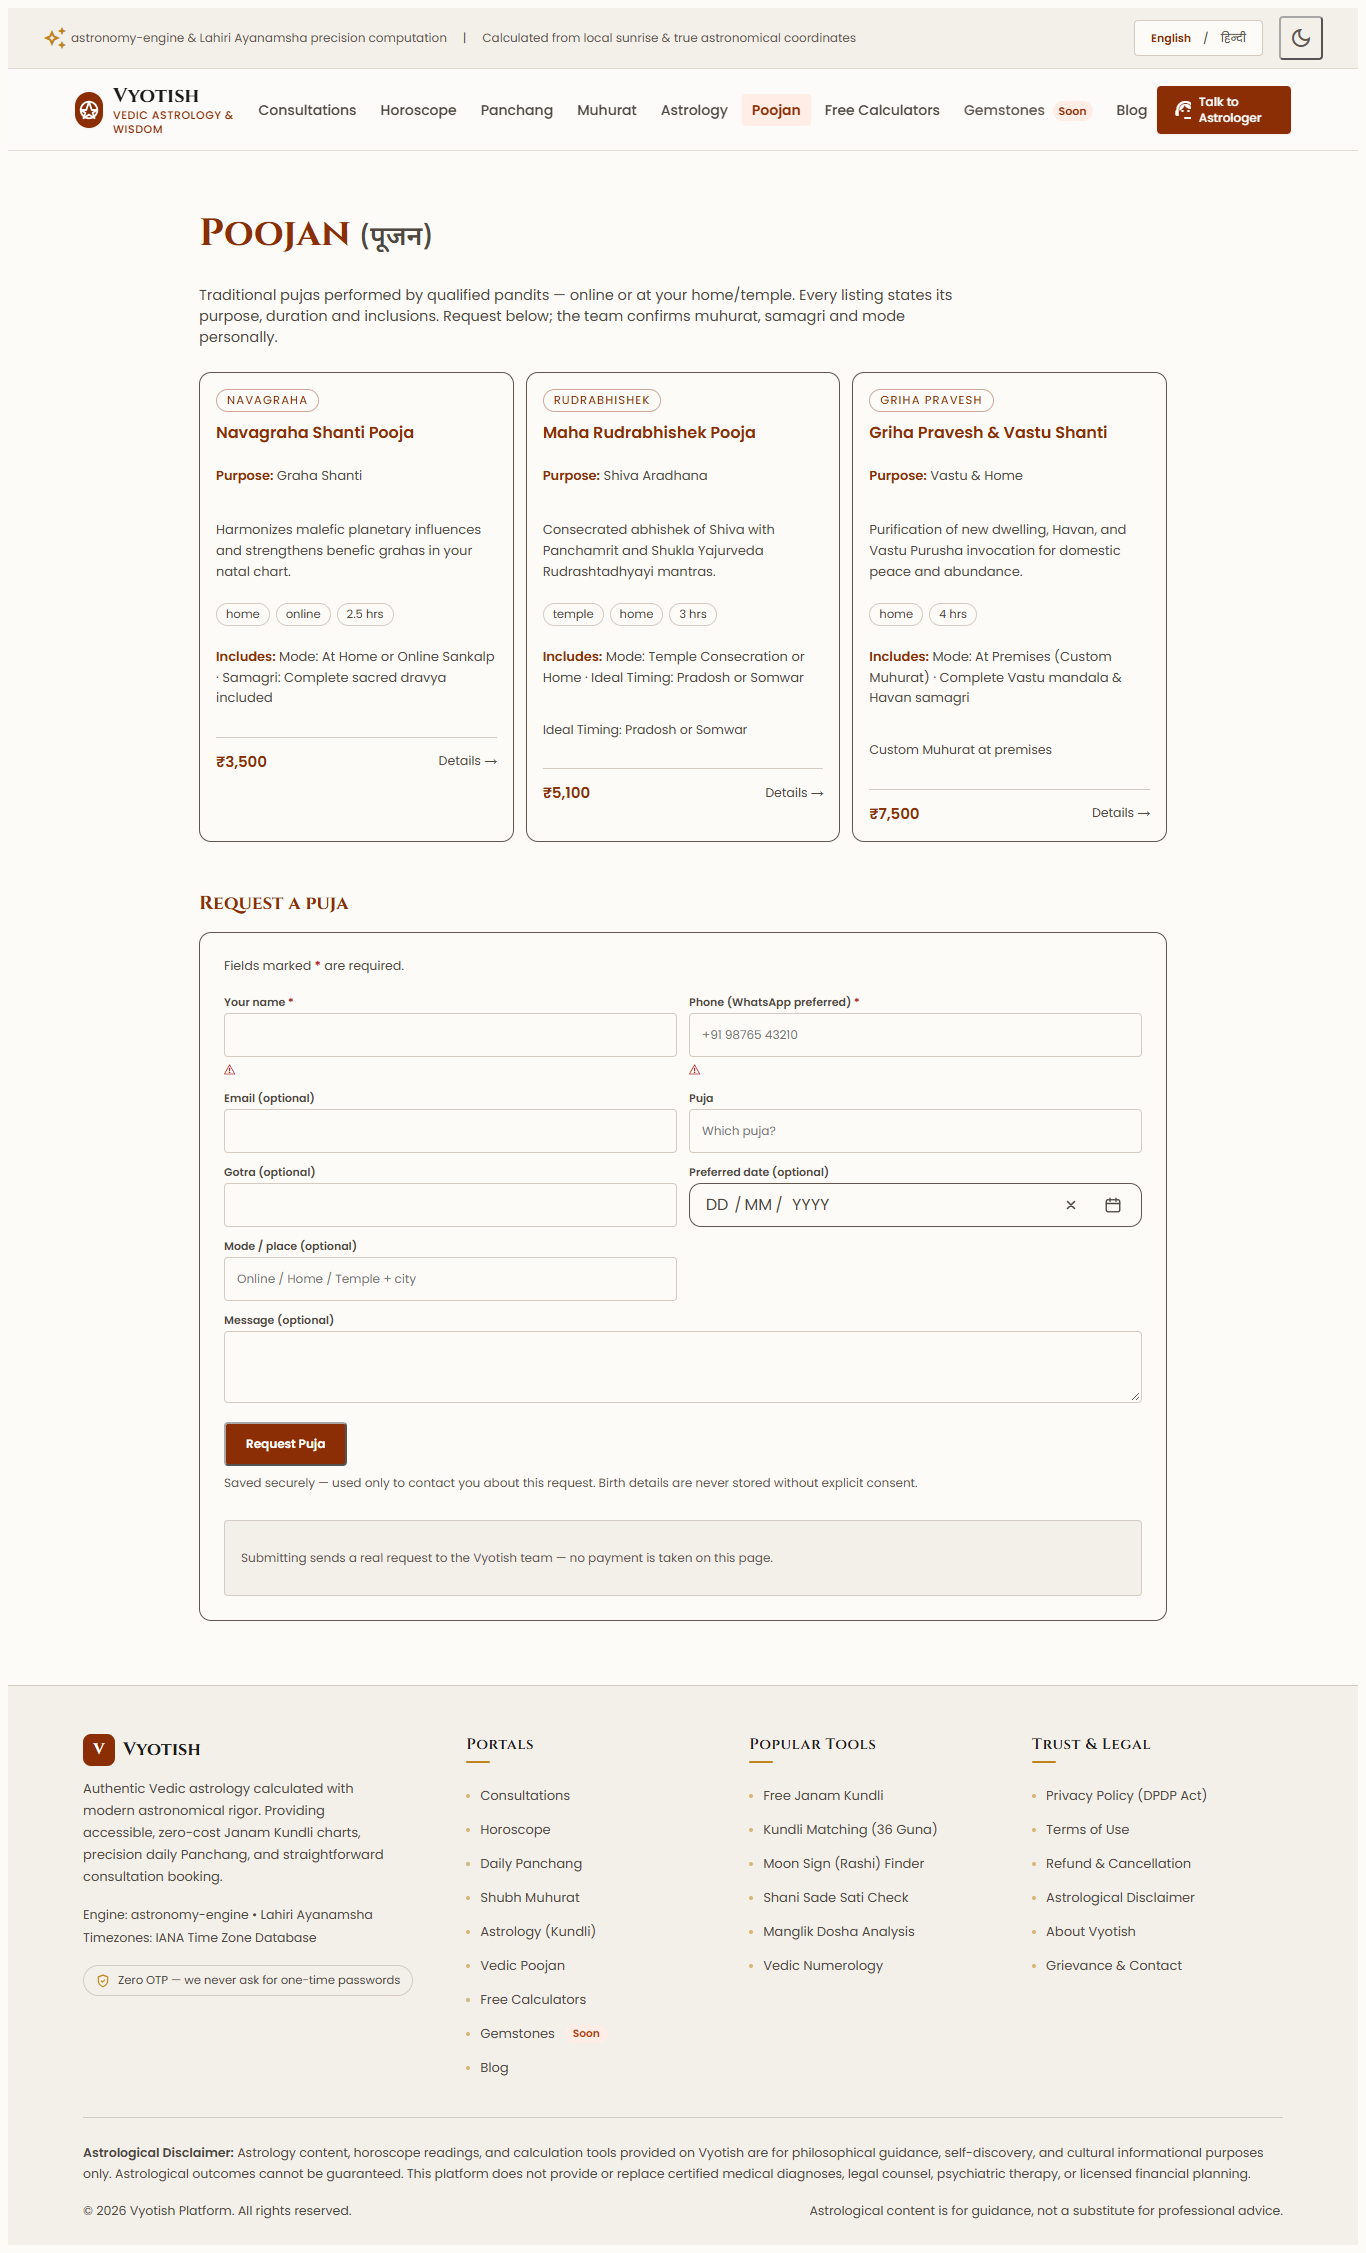 astronomy-engine & Lahiri Ayanamsha precision computation | Calculated from local sunrise & true astronomical coordinates
English / हिन्दी
Vyotish
VEDIC ASTROLOGY & WISDOM
Consultations Horoscope Panchang Muhurat Astrology Poojan Free Calculators Gemstones Soon Blog
Talk to Astrologer
Poojan (पूजन)
Traditional pujas performed by qualified pandits — online or at your home/temple. Every listing states its
purpose, duration and inclusions. Request below; the team confirms muhurat, samagri and mode
personally.
NAVAGRAHA
Navagraha Shanti Pooja
Purpose: Graha Shanti
Harmonizes malefic planetary influences
and strengthens benefic grahas in your
natal chart.
home online 2.5 hrs
Includes: Mode: At Home or Online Sankalp
· Samagri: Complete sacred dravya
included
₹3,500 Details →
RUDRABHISHEK
Maha Rudrabhishek Pooja
Purpose: Shiva Aradhana
Consecrated abhishek of Shiva with
Panchamrit and Shukla Yajurveda
Rudrashtadhyayi mantras.
temple home 3 hrs
Includes: Mode: Temple Consecration or
Home · Ideal Timing: Pradosh or Somwar
Ideal Timing: Pradosh or Somwar
₹5,100 Details →
GRIHA PRAVESH
Griha Pravesh & Vastu Shanti
Purpose: Vastu & Home
Purification of new dwelling, Havan, and
Vastu Purusha invocation for domestic
peace and abundance.
home 4 hrs
Includes: Mode: At Premises (Custom
Muhurat) · Complete Vastu mandala &
Havan samagri
Custom Muhurat at premises
₹7,500 Details →
Request a puja
Fields marked * are required.
Your name *
Phone (WhatsApp preferred) *
+91 98765 43210
Email (optional)
Puja
Which puja?
Gotra (optional)
Preferred date (optional)
DD / MM / YYYY
Mode / place (optional)
Online / Home / Temple + city
Message (optional)
Request Puja
Saved securely — used only to contact you about this request. Birth details are never stored without explicit consent.
Submitting sends a real request to the Vyotish team — no payment is taken on this page.
V Vyotish
Authentic Vedic astrology calculated with
modern astronomical rigor. Providing
accessible, zero-cost Janam Kundli charts,
precision daily Panchang, and straightforward
consultation booking.
Engine: astronomy-engine • Lahiri Ayanamsha
Timezones: IANA Time Zone Database
Zero OTP — we never ask for one-time passwords
Portals
Consultations
Horoscope
Daily Panchang
Shubh Muhurat
Astrology (Kundli)
Vedic Poojan
Free Calculators
Gemstones Soon
Blog
Popular Tools
Free Janam Kundli
Kundli Matching (36 Guna)
Moon Sign (Rashi) Finder
Shani Sade Sati Check
Manglik Dosha Analysis
Vedic Numerology
Trust & Legal
Privacy Policy (DPDP Act)
Terms of Use
Refund & Cancellation
Astrological Disclaimer
About Vyotish
Grievance & Contact
Astrological Disclaimer: Astrology content, horoscope readings, and calculation tools provided on Vyotish are for philosophical guidance, self-discovery, and cultural informational purposes
only. Astrological outcomes cannot be guaranteed. This platform does not provide or replace certified medical diagnoses, legal counsel, psychiatric therapy, or licensed financial planning.
© 2026 Vyotish Platform. All rights reserved.
Astrological content is for guidance, not a substitute for professional advice.